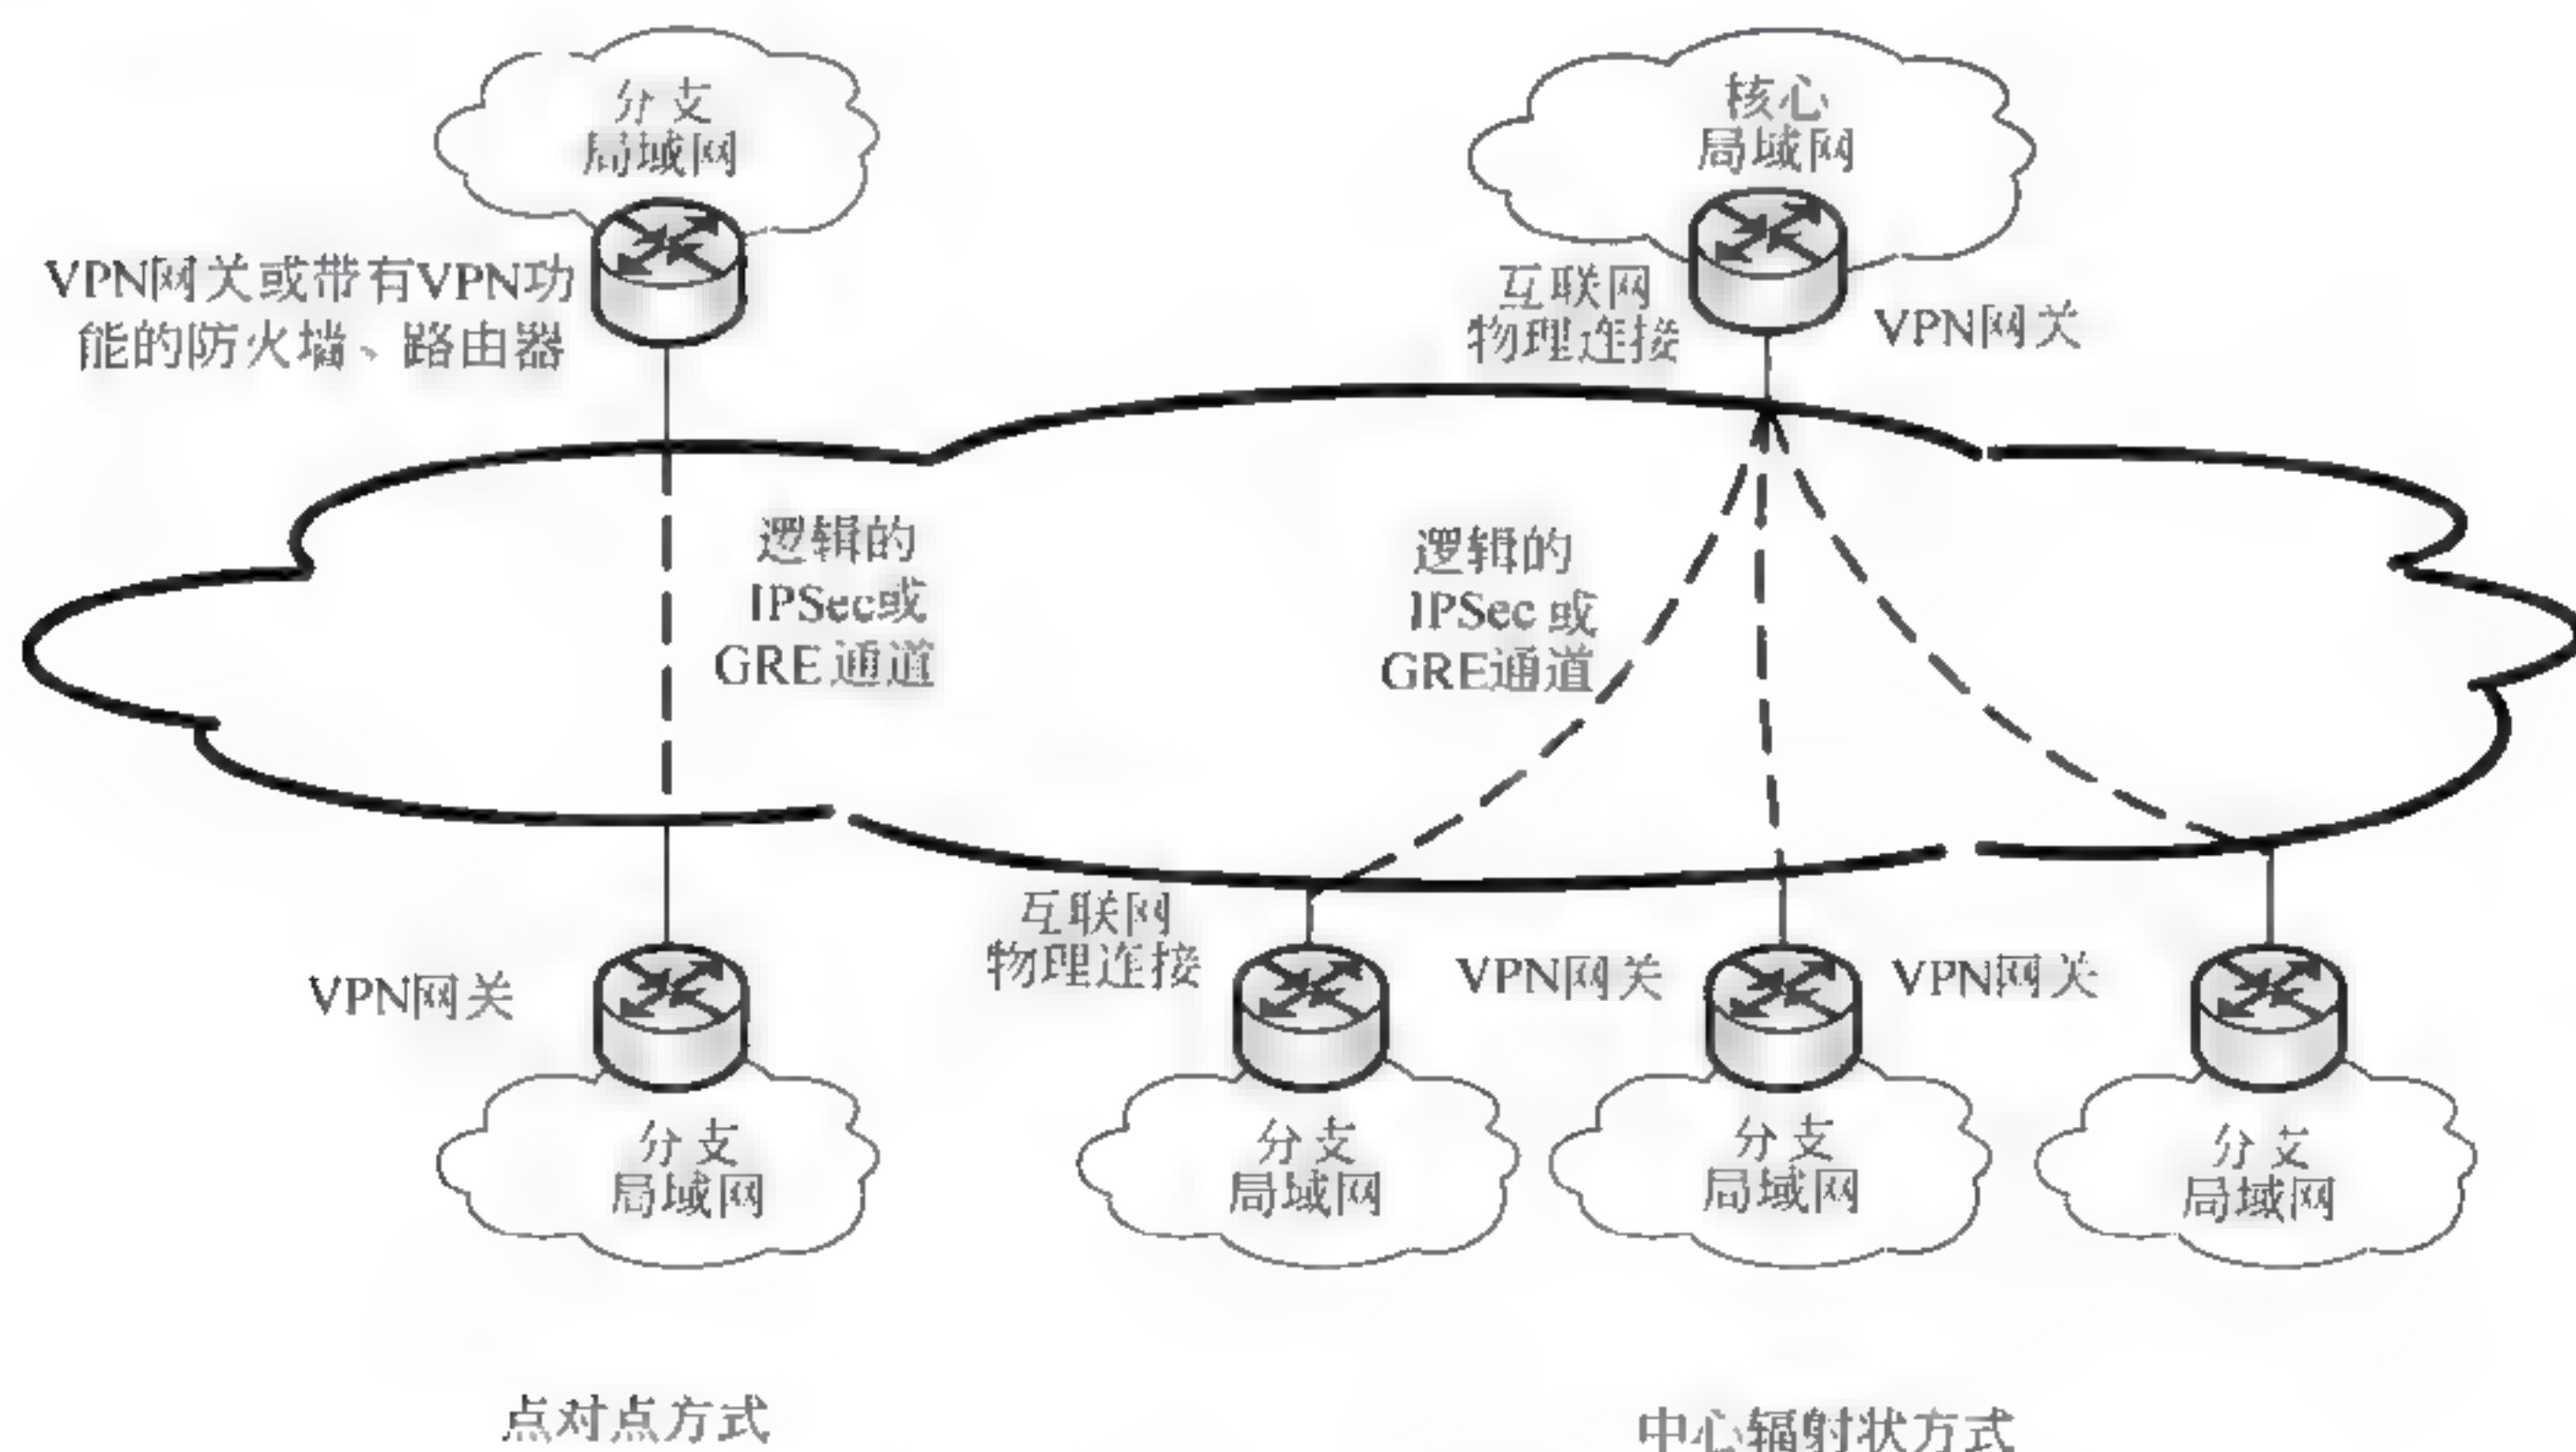 分支
局域网
核心
局域网
VPN网关或带有VPN功
能的防火墙、路由器
互联网
物理连接
VPN网关
逻辑的
IPSec或
GRE通道
逻辑的
IPSec或
GRE通道
互联网
物理连接
VPN网关
VPN网关
VPN网关
分支
局域网
分支
局域网
分支
局域网
分支
局域网
点对点方式
中心辐射状方式